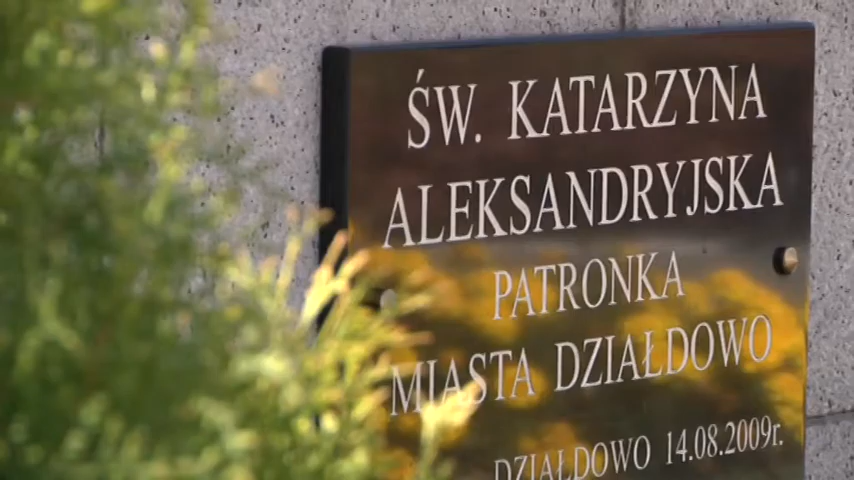 ŚW. KATARZYNA
ALEKSANDRYJSKA
PATRONKA
MIASTA DZIAŁDOWO
DZIAŁDOWO 14.08.2009r.